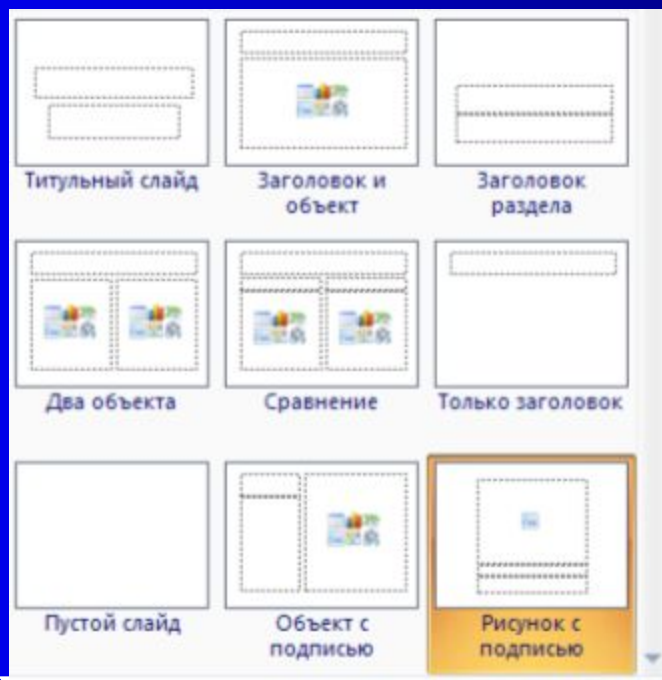 Титульный слайд
Заголовок и
объект
Заголовок
раздела
Два объекта
Сравнение
Только заголовок
Пустой слайд
Объект с
подписью
Рисунок с
подписью